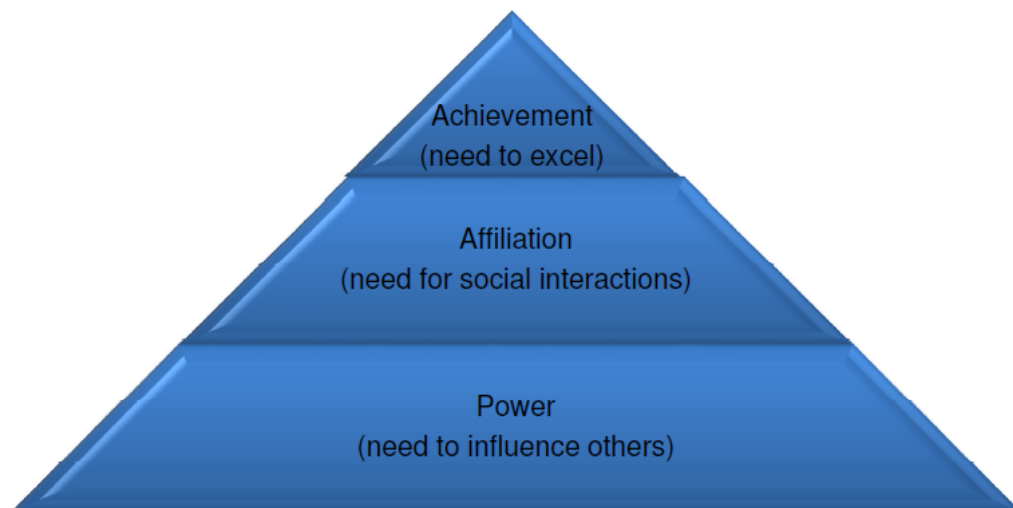 Achievement
(need to excel)
Affiliation
(need for social interactions)
Power
(need to influence others)